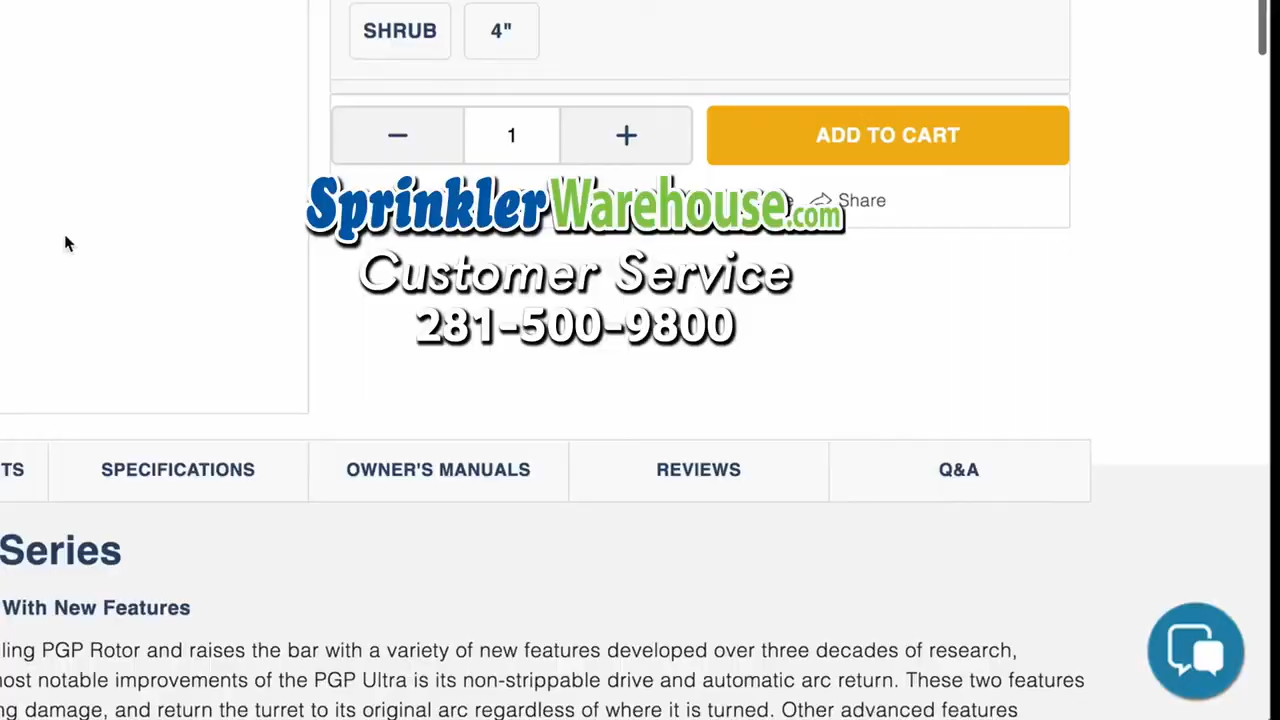 SHRUB 4"
− 1 + ADD TO CART
Share
SprinklerWarehouse.com
Customer Service
281-500-9800
TS SPECIFICATIONS OWNER'S MANUALS REVIEWS Q&A
Series
With New Features
ling PGP Rotor and raises the bar with a variety of new features developed over three decades of research,
ost notable improvements of the PGP Ultra is its non-strippable drive and automatic arc return. These two features
ng damage, and return the turret to its original arc regardless of where it is turned. Other advanced features